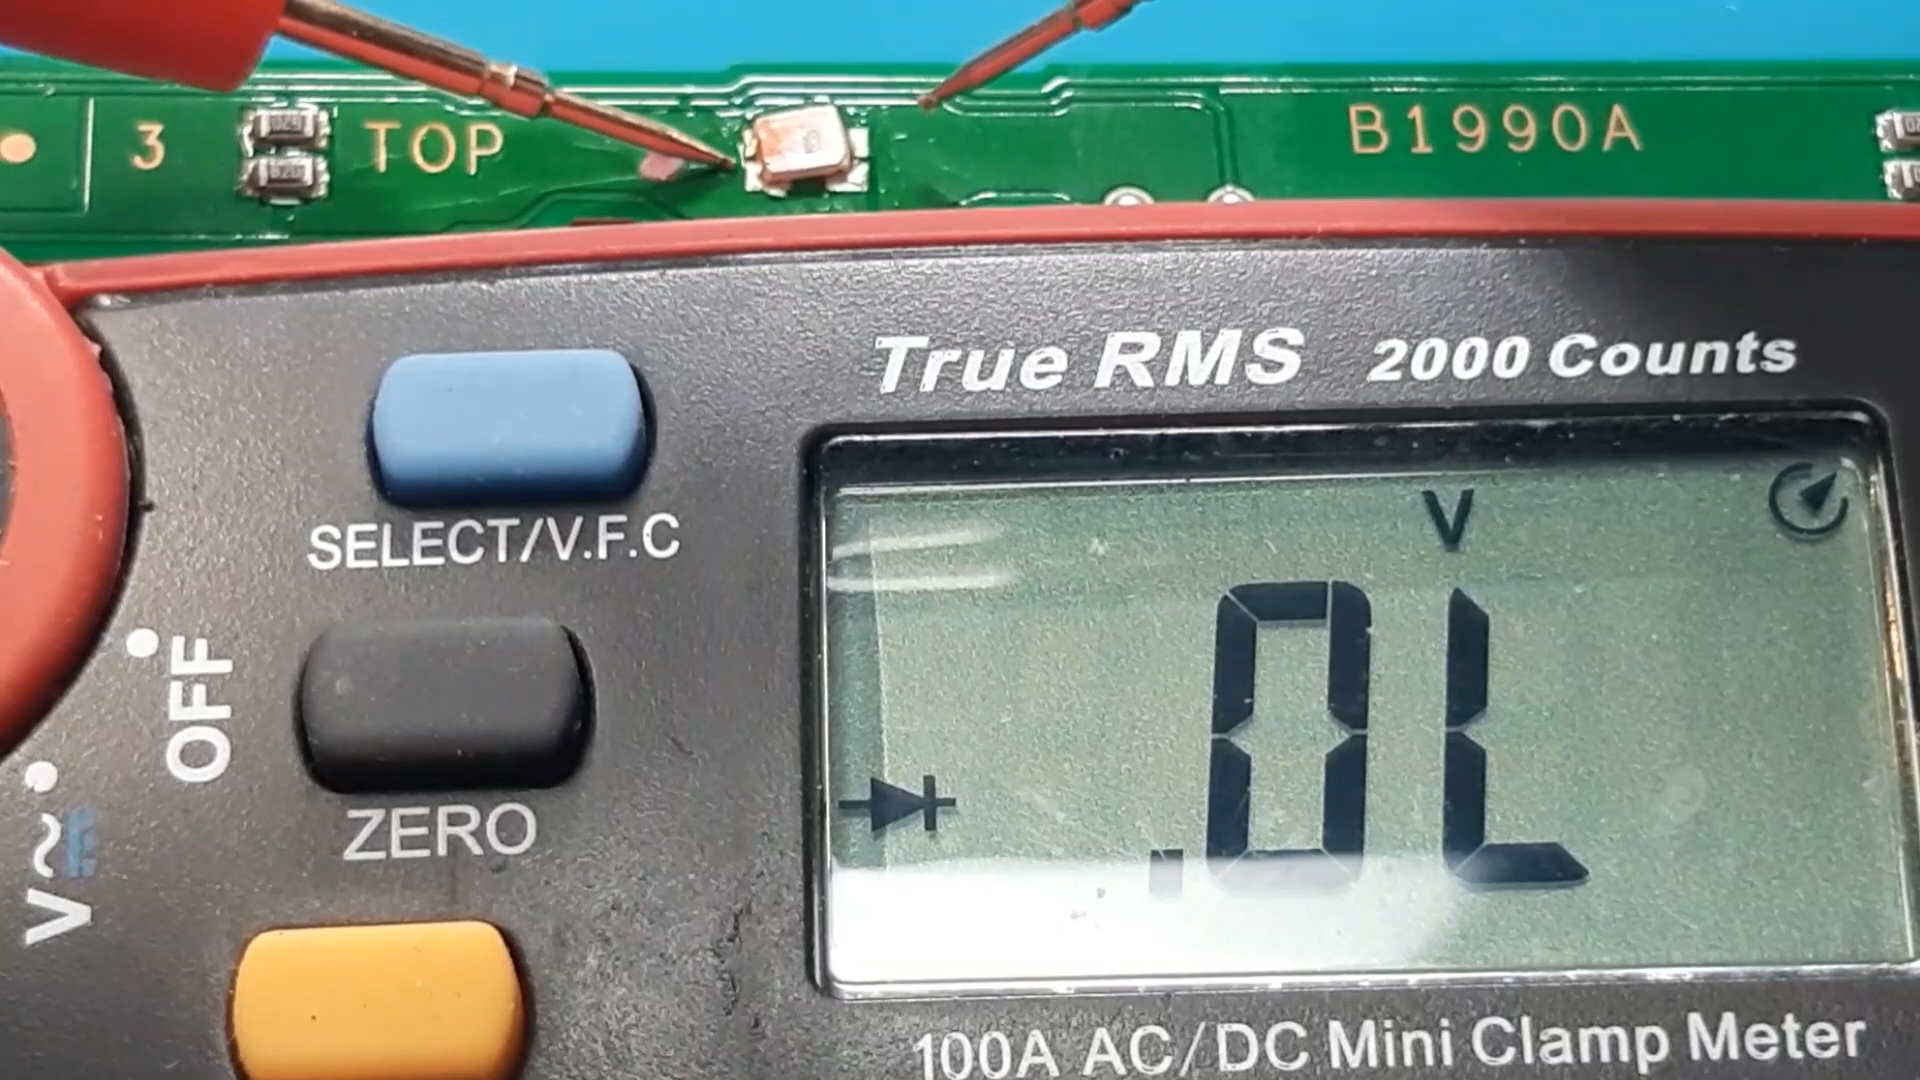 3 TOP B1990A
True RMS 2000 Counts
SELECT/V.F.C
V
.0L
OFF
ZERO
V~
100A AC/DC Mini Clamp Meter